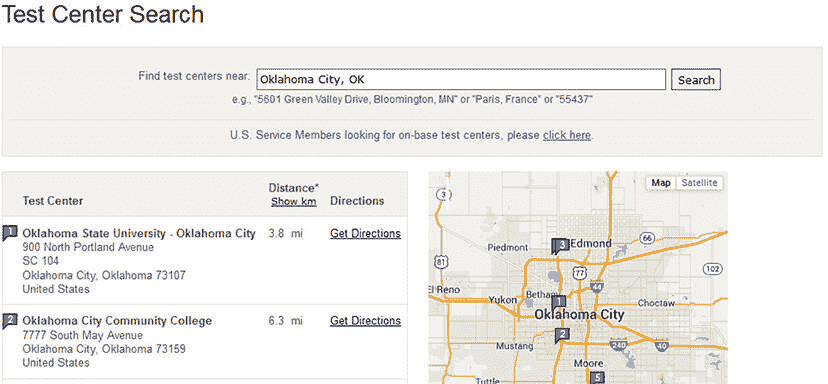 Test Center Search
Find test centers near: Oklahoma City, OK Search
e.g., "5601 Green Valley Drive, Bloomington, MN" or "Paris, France" or "55437"
U.S. Service Members looking for on-base test centers, please click here.
Test Center Distance* Show km Directions
1 Oklahoma State University - Oklahoma City 3.8 mi Get Directions
900 North Portland Avenue
SC 104
Oklahoma City, Oklahoma 73107
United States
2 Oklahoma City Community College 6.3 mi Get Directions
7777 South May Avenue
Oklahoma City, Oklahoma 73159
United States
Map Satellite
3
66
Piedmont 3 Edmond
81
77
102
El Reno
44
Yukon Bethany 1 Choctaw
Oklahoma City
2
Mustang 240 40
Moore
5
Tuttle